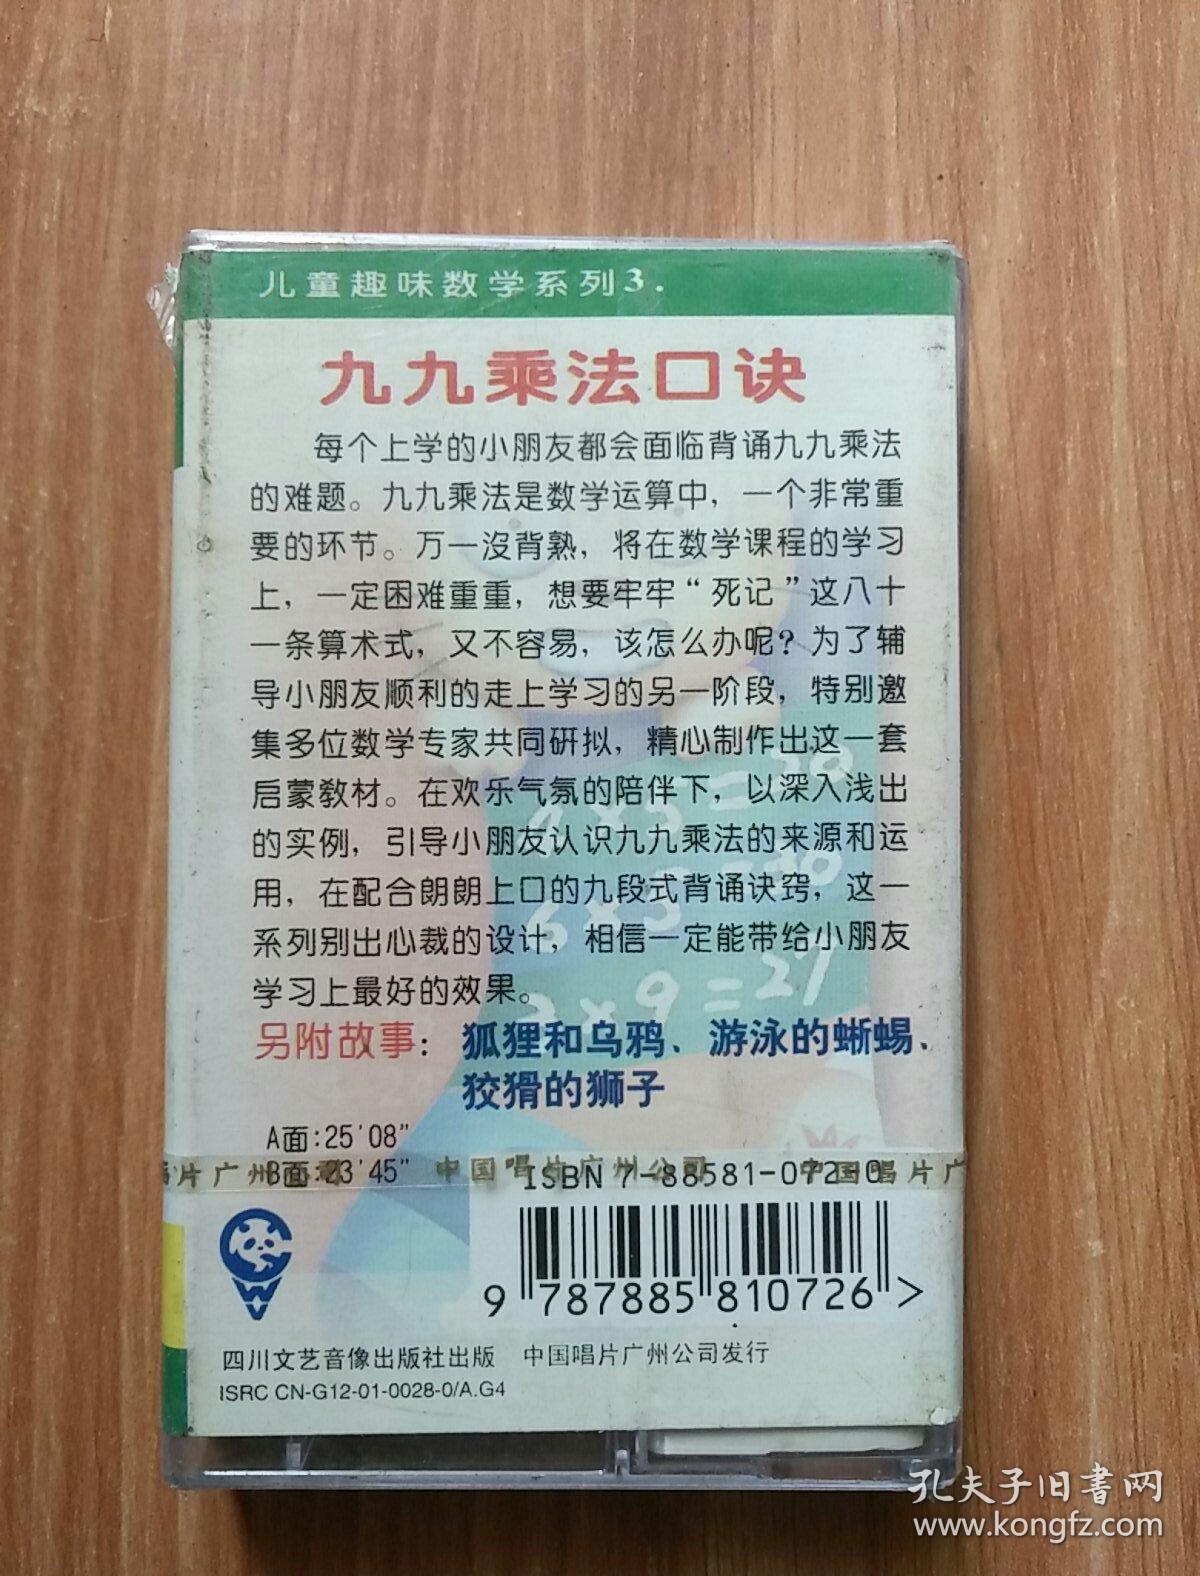 儿童趣味数学系列3.
九九乘法口诀
每个上学的小朋友都会面临背诵九九乘法
的难题。九九乘法是数学运算中，一个非常重
要的环节。万一沒背熟，将在数学课程的学习
上，一定困难重重，想要牢牢“死记”这八十
一条算术式，又不容易，该怎么办呢？为了辅
导小朋友顺利的走上学习的另一阶段，特别邀
集多位数学专家共同研拟，精心制作出这一套
启蒙教材。在欢乐气氛的陪伴下，以深入浅出
的实例，引导小朋友认识九九乘法的来源和运
用，在配合朗朗上口的九段式背诵诀窍，这一
系列别出心裁的设计，相信一定能带给小朋友
学习上最好的效果。
3×9=27
另附故事：狐狸和乌鸦、游泳的蜥蜴、
狡猾的狮子
A面:25'08"
B面:23'45"
中国唱片广州公司
ISBN 7-88581-072-0
9 787885 810726 >
四川文艺音像出版社出版 中国唱片广州公司发行
ISRC CN-G12-01-0028-0/A.G4
孔夫子旧书网
www.kongfz.com